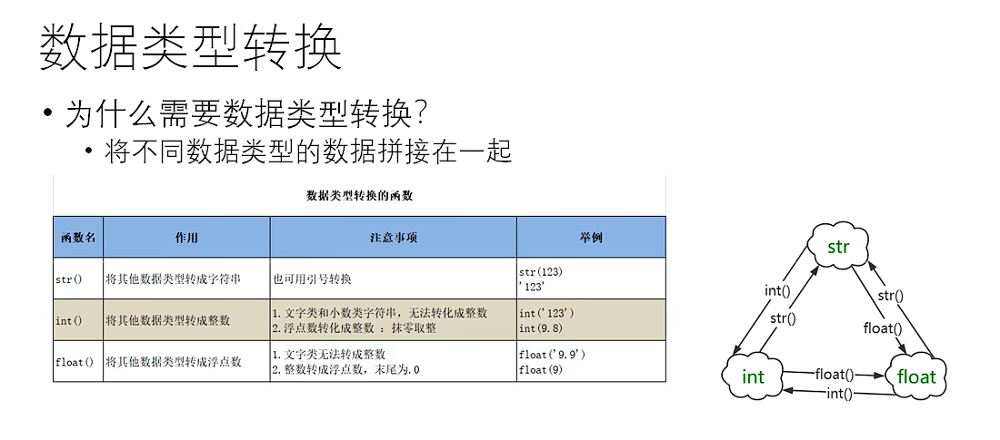 数据类型转换
• 为什么需要数据类型转换?
• 将不同数据类型的数据拼接在一起
数据类型转换的函数
函数名 作用 注意事项 举例
str() 将其他数据类型转成字符串 也可用引号转换 str(123)
'123'
int() 将其他数据类型转成整数 1.文字类和小数类字符串，无法转化成整数 int('123')
2.浮点数转化成整数 ：抹零取整 int(9.8)
float() 将其他数据类型转成浮点数 1.文字类无法转成整数 float('9.9')
2.整数转成浮点数，末尾为.0 float(9)
str
int()
str()
str()
float()
int
float()
int()
float